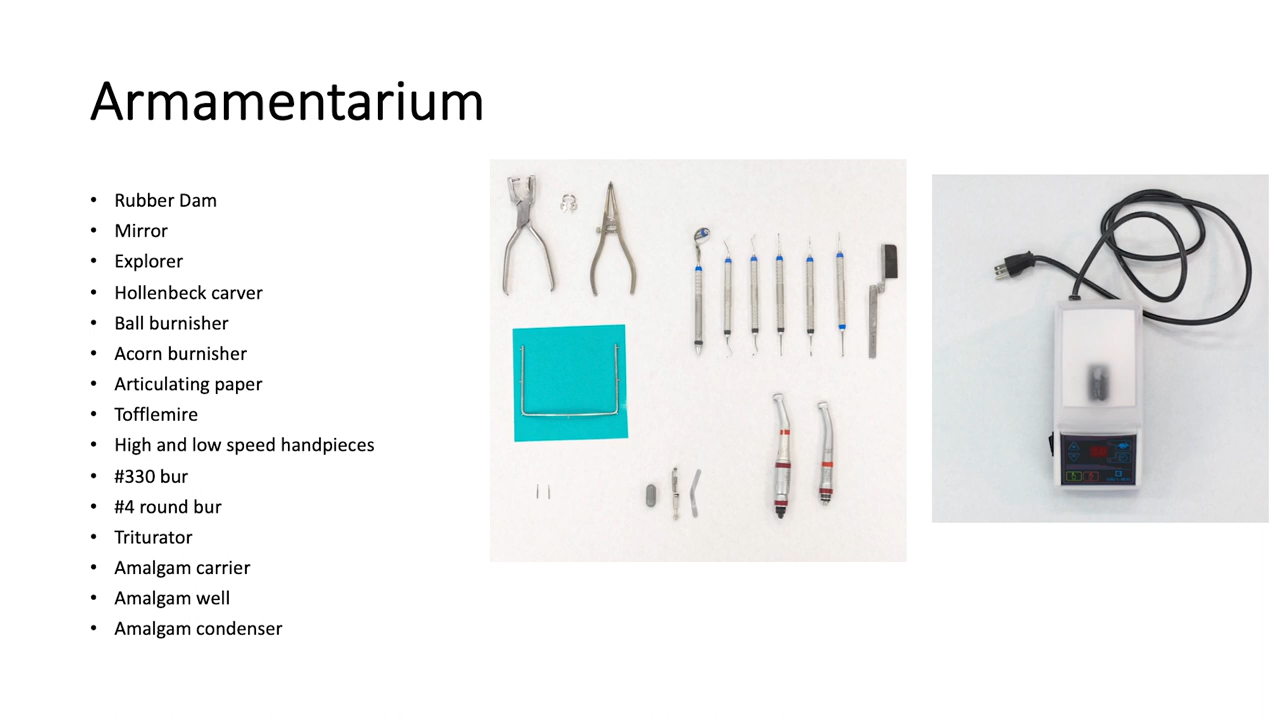 Armamentarium
• Rubber Dam
• Mirror
• Explorer
• Hollenbeck carver
• Ball burnisher
• Acorn burnisher
• Articulating paper
• Tofflemire
• High and low speed handpieces
• #330 bur
• #4 round bur
• Triturator
• Amalgam carrier
• Amalgam well
• Amalgam condenser